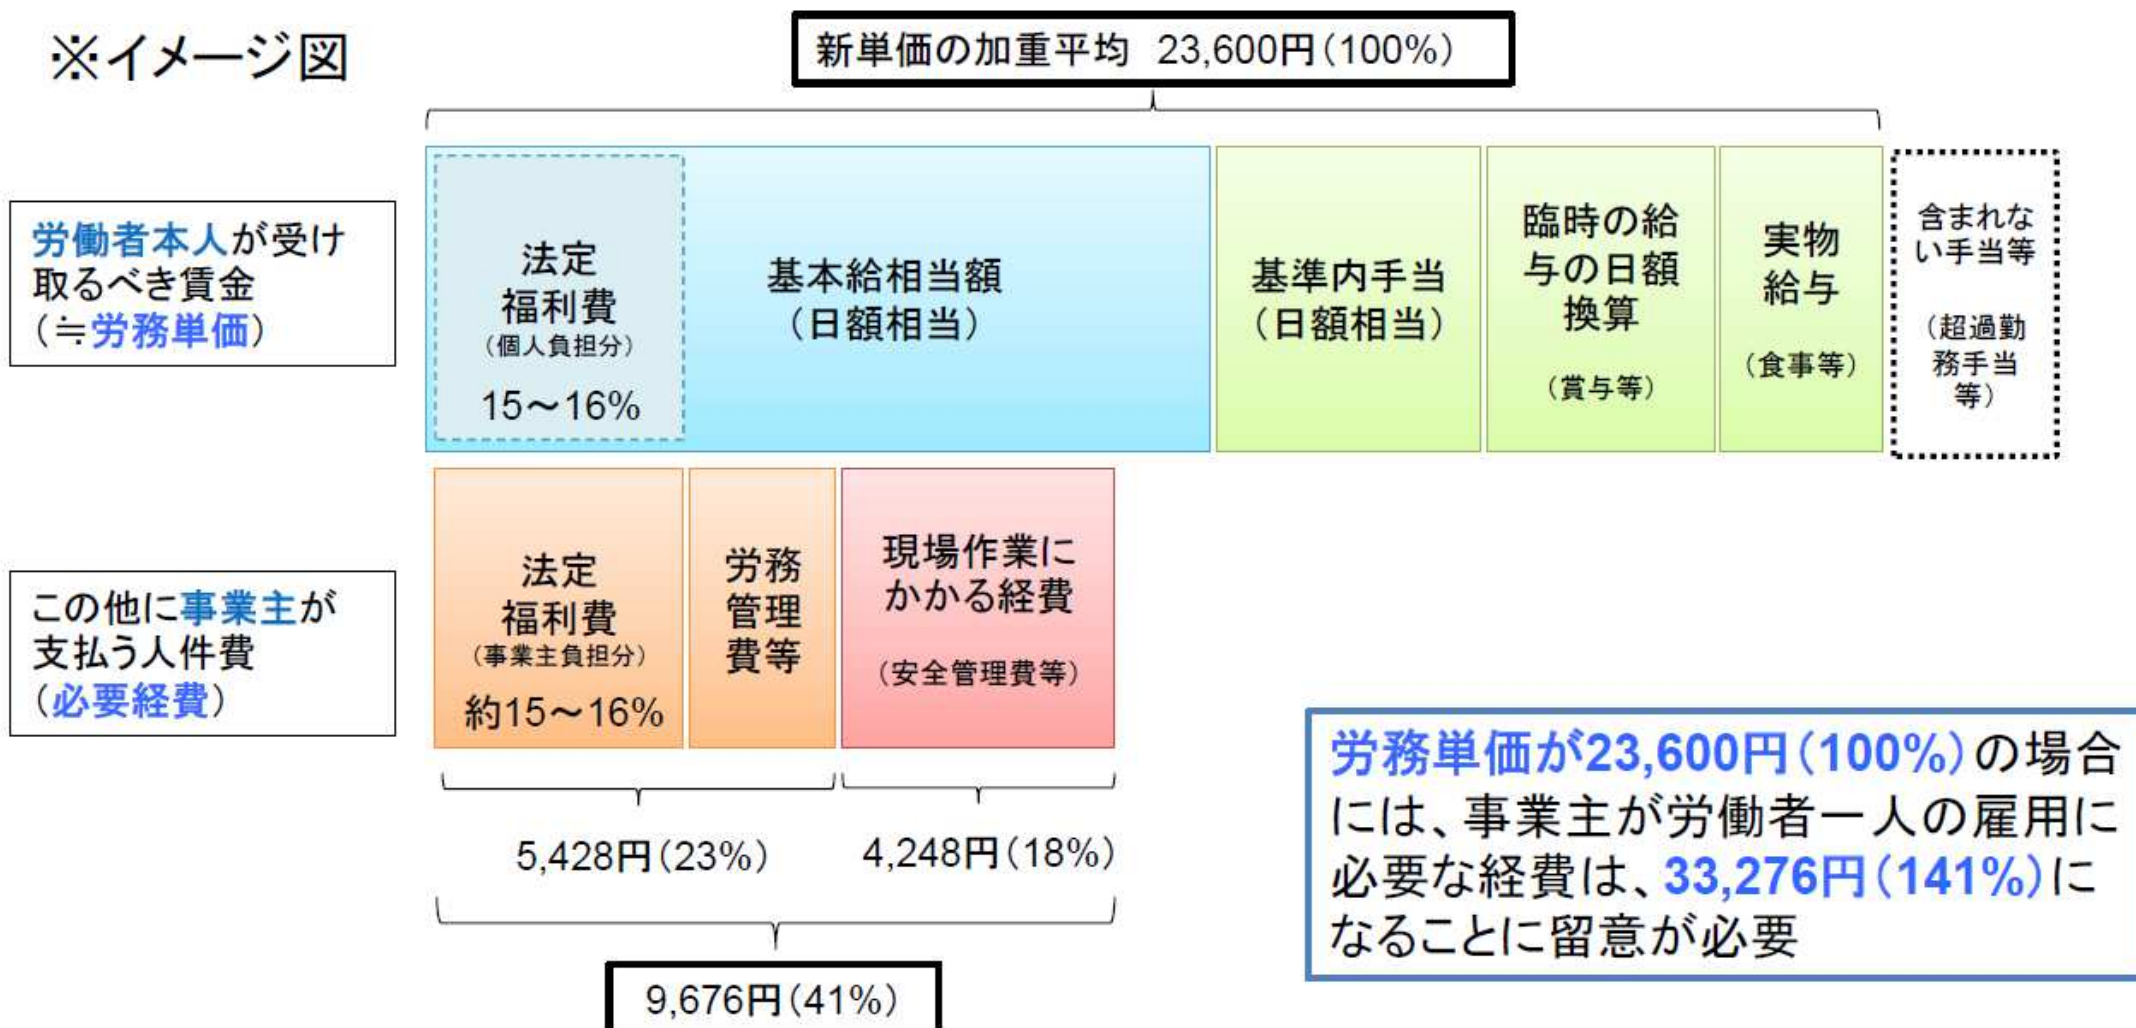 ※イメージ図
新単価の加重平均 23,600円(100%)
労働者本人が受け
取るべき賃金
(≒労務単価)
法定
福利費
(個人負担分)
15～16%
基本給相当額
(日額相当)
基準内手当
(日額相当)
臨時の給
与の日額
換算
(賞与等)
実物
給与
(食事等)
含まれな
い手当等
(超過勤
務手当
等)
この他に事業主が
支払う人件費
(必要経費)
法定
福利費
(事業主負担分)
約15～16%
労務
管理
費等
現場作業に
かかる経費
(安全管理費等)
5,428円(23%)
4,248円(18%)
9,676円(41%)
労務単価が23,600円(100%)の場合
には、事業主が労働者一人の雇用に
必要な経費は、33,276円(141%)に
なることに留意が必要